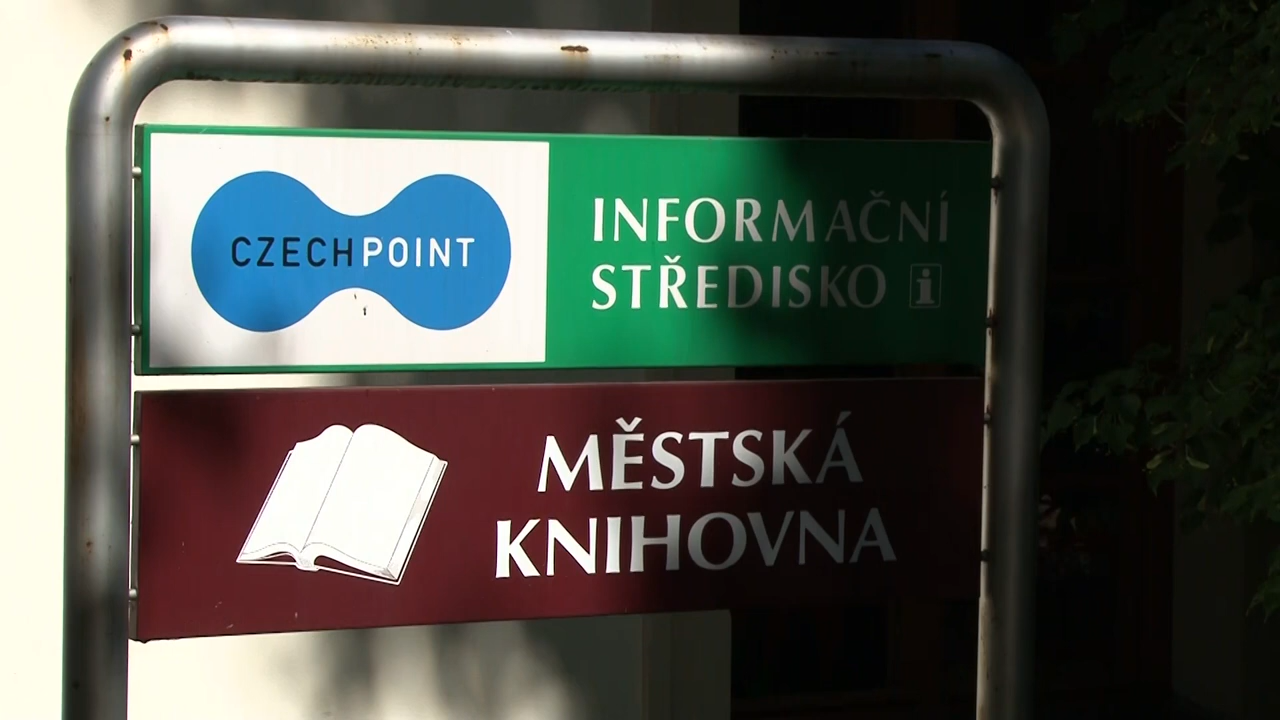 CZECHPOINT
INFORMAČNÍ
STŘEDISKO i
MĚSTSKÁ
KNIHOVNA